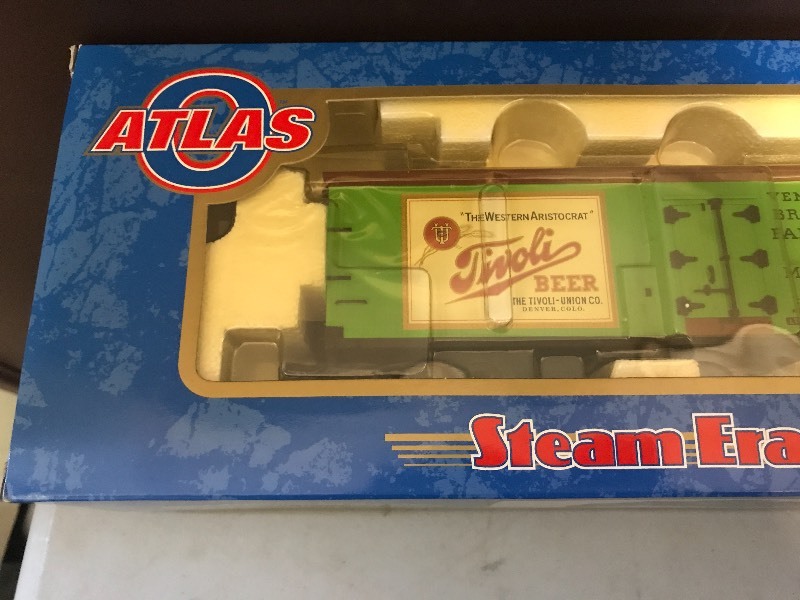 ATLAS
O
"THE WESTERN ARISTOCRAT"
Tivoli
BEER
THE TIVOLI-UNION CO.
DENVER, COLO.
Steam Era